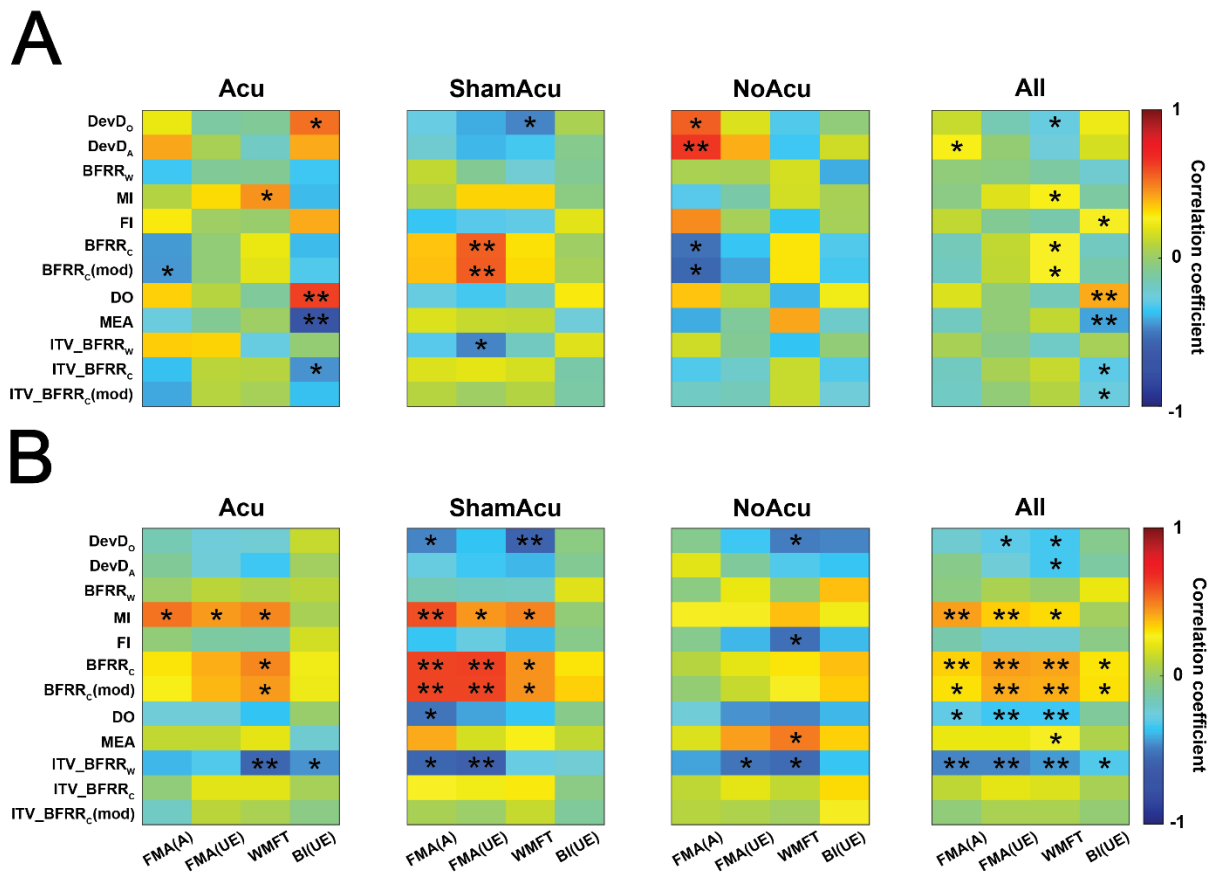 A
Acu ShamAcu NoAcu All
DevD_O * * * * 1
DevD_A ** *
BFRR_W
MI * *
FI *
BFRR_C ** * *
BFRR_C(mod) * ** * *
DO ** **
MEA ** **
ITV_BFRR_W *
ITV_BFRR_C * *
ITV_BFRR_C(mod) *
0
-1
Correlation coefficient
B
Acu ShamAcu NoAcu All
DevD_O * ** * * * 1
DevD_A *
BFRR_W
MI * * * ** * * ** ** *
FI *
BFRR_C * ** ** * ** ** ** *
BFRR_C(mod) * ** ** * * ** ** *
DO * * ** **
MEA * *
ITV_BFRR_W ** * * ** * * ** ** ** *
ITV_BFRR_C
ITV_BFRR_C(mod)
0
-1
Correlation coefficient
FMA(A) FMA(UE) WMFT BI(UE) FMA(A) FMA(UE) WMFT BI(UE) FMA(A) FMA(UE) WMFT BI(UE) FMA(A) FMA(UE) WMFT BI(UE)